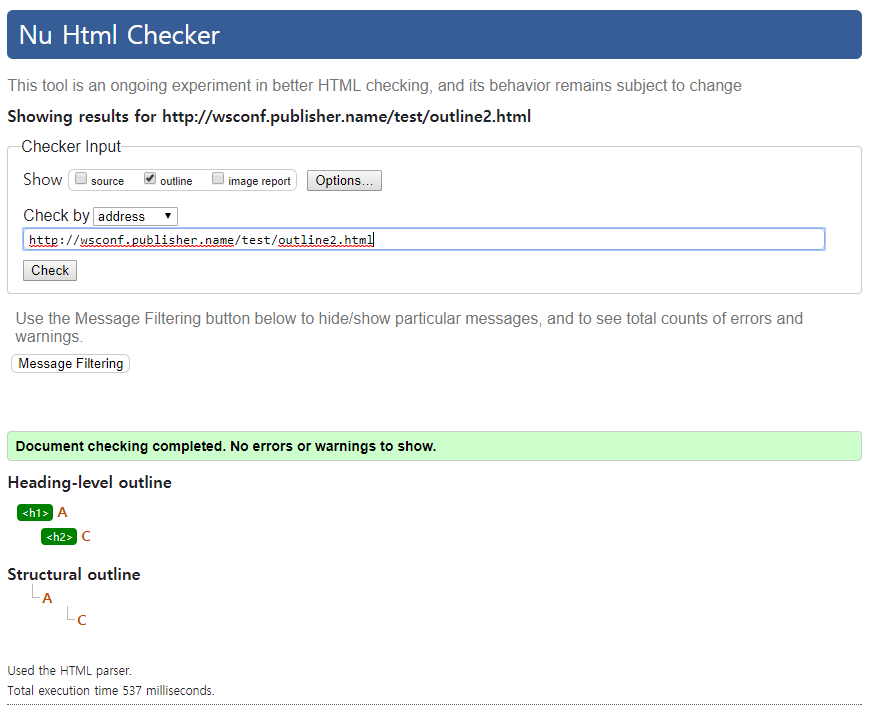 Nu Html Checker
This tool is an ongoing experiment in better HTML checking, and its behavior remains subject to change
Showing results for http://wsconf.publisher.name/test/outline2.html
Checker Input
Show source outline image report Options...
Check by address
http://wsconf.publisher.name/test/outline2.html
Check
Use the Message Filtering button below to hide/show particular messages, and to see total counts of errors and
warnings.
Message Filtering
Document checking completed. No errors or warnings to show.
Heading-level outline
<h1> A
<h2> C
Structural outline
A
C
Used the HTML parser.
Total execution time 537 milliseconds.